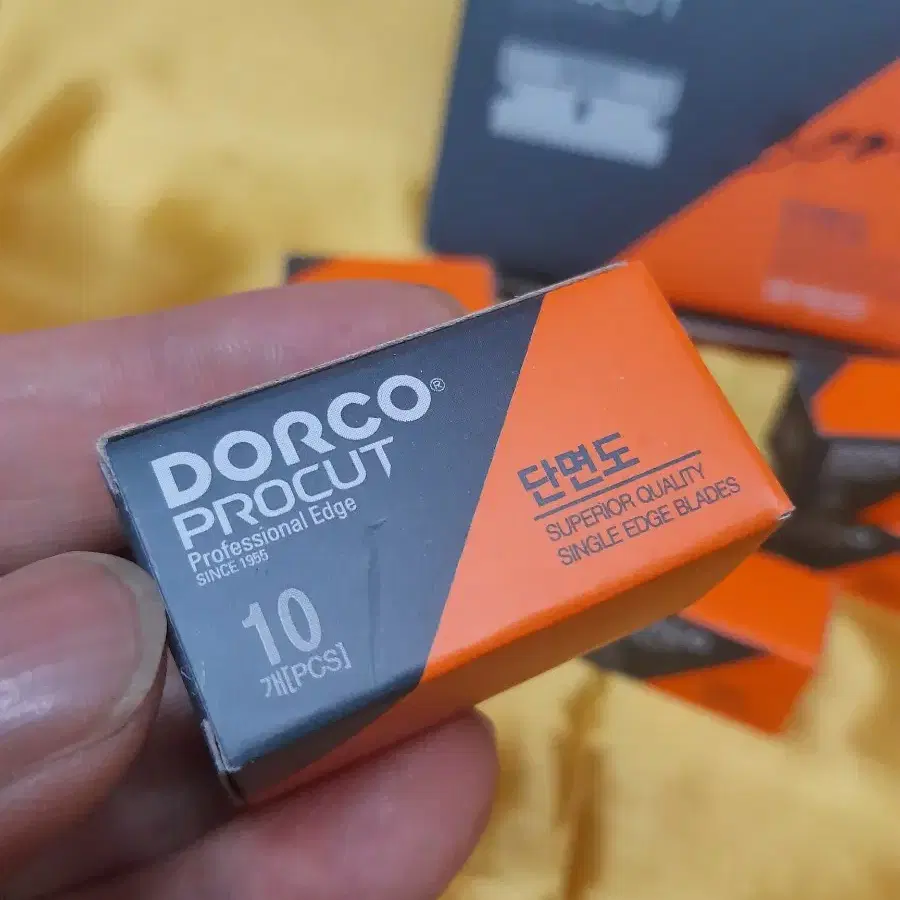 DORCO®
PROCUT
Professional Edge
SINCE 1955
10
개[PCS]
단면도
SUPERIOR QUALITY
SINGLE EDGE BLADES